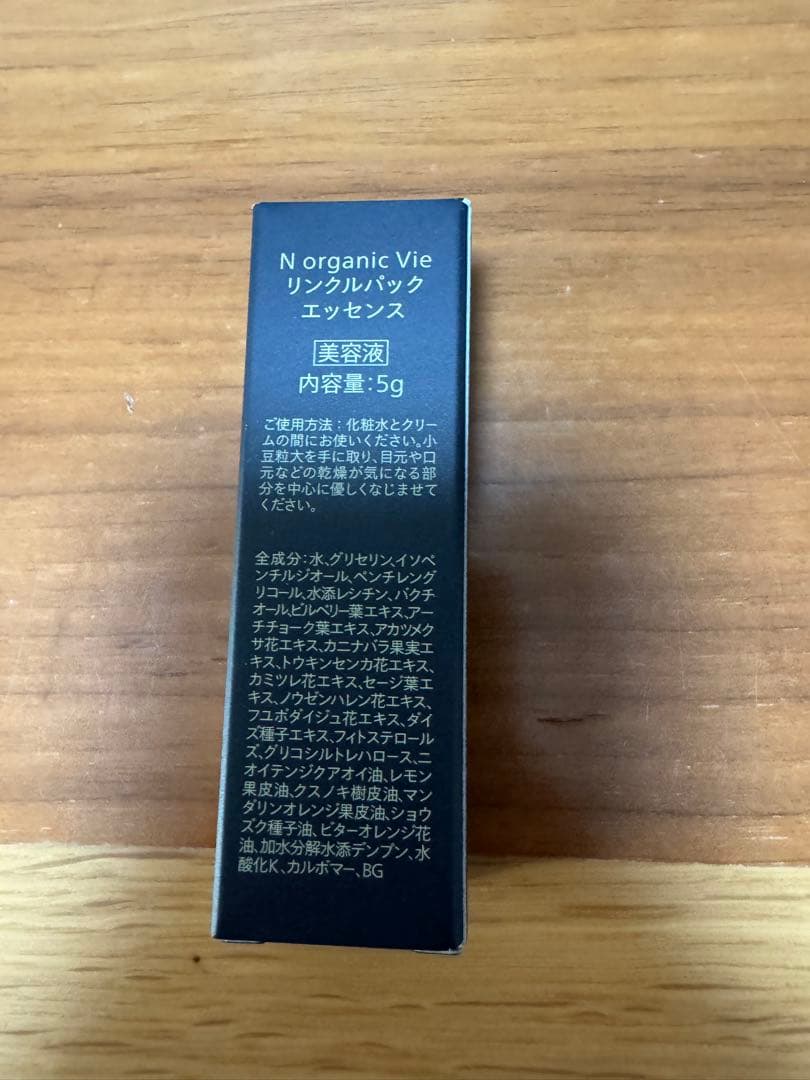 N organic Vie
リンクルパック
エッセンス
美容液
内容量:5g
ご使用方法:化粧水とクリー
ムの間にお使いください。小
豆粒大を手に取り、目元や口
元などの乾燥が気になる部
分を中心に優しくなじませて
ください。
全成分:水、グリセリン、イソペ
ンチルジオール、ペンチレング
リコール、水添レシチン、バクチ
オール、ビルベリー葉エキス、アー
チチョーク葉エキス、アカツメク
サ花エキス、カニナバラ果実エ
キス、トウキンセンカ花エキス、
カミツレ花エキス、セージ葉エ
キス、ノウゼンハレン花エキス、
フユボダイジュ花エキス、ダイ
ズ種子エキス、フィトステロール
ズ、グリコシルトレハロース、ニ
オイテンジクアオイ油、レモン
果皮油、クスノキ樹皮油、マン
ダリンオレンジ果皮油、ショウ
ズク種子油、ビターオレンジ花
油、加水分解水添デンプン、水
酸化K、カルボマー、BG